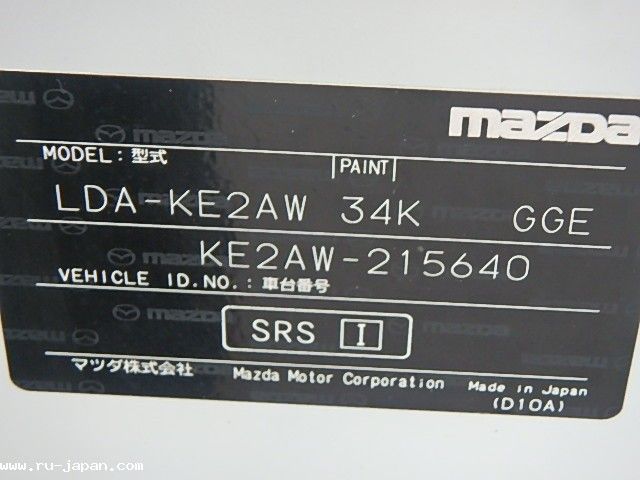 mazda
MODEL: 型式 PAINT
LDA-KE2AW 34K GGE
KE2AW-215640
VEHICLE ID.NO.: 車台番号
SRS I
マツダ株式会社 Mazda Motor Corporation Made in Japan
(D10A)
www.ru-japan.com